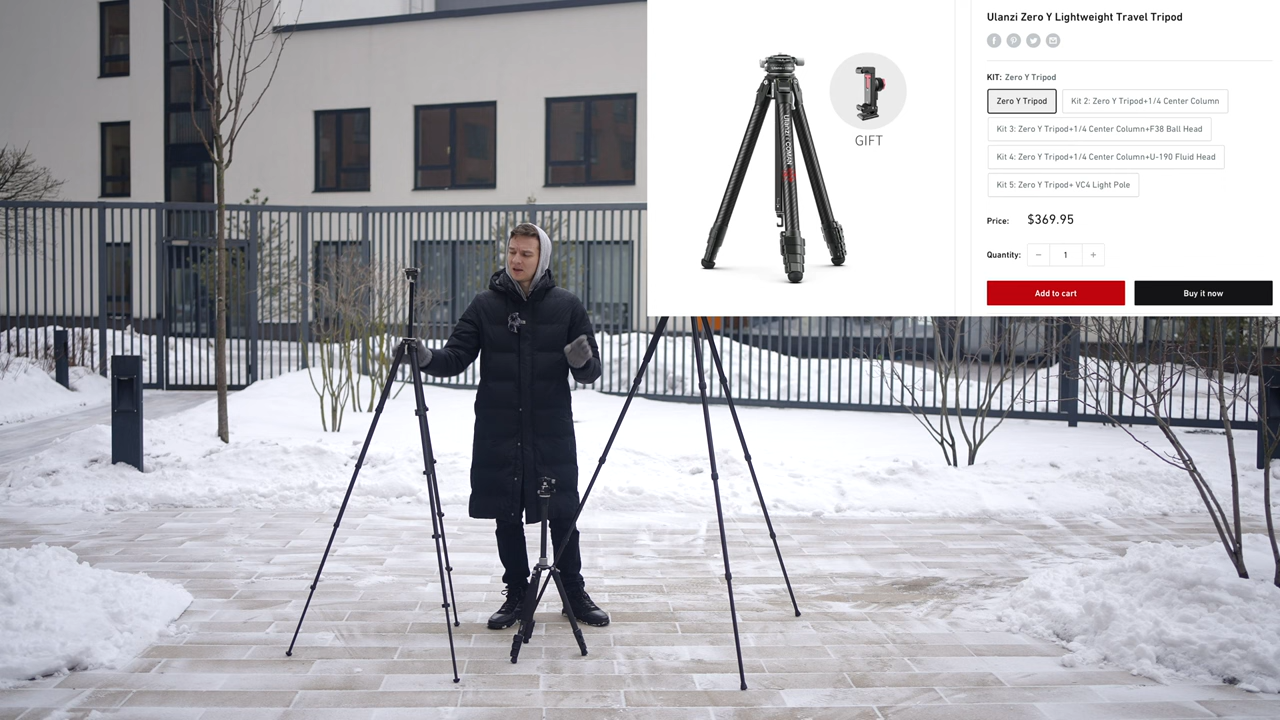 Ulanzi Zero Y Lightweight Travel Tripod
KIT: Zero Y Tripod
Zero Y Tripod
Kit 2: Zero Y Tripod+1/4 Center Column
Kit 3: Zero Y Tripod+1/4 Center Column+F38 Ball Head
Kit 4: Zero Y Tripod+1/4 Center Column+U-190 Fluid Head
Kit 5: Zero Y Tripod+ VC4 Light Pole
GIFT
Ulanzi × COMAN
Price: $369.95
Quantity: − 1 +
Add to cart
Buy it now